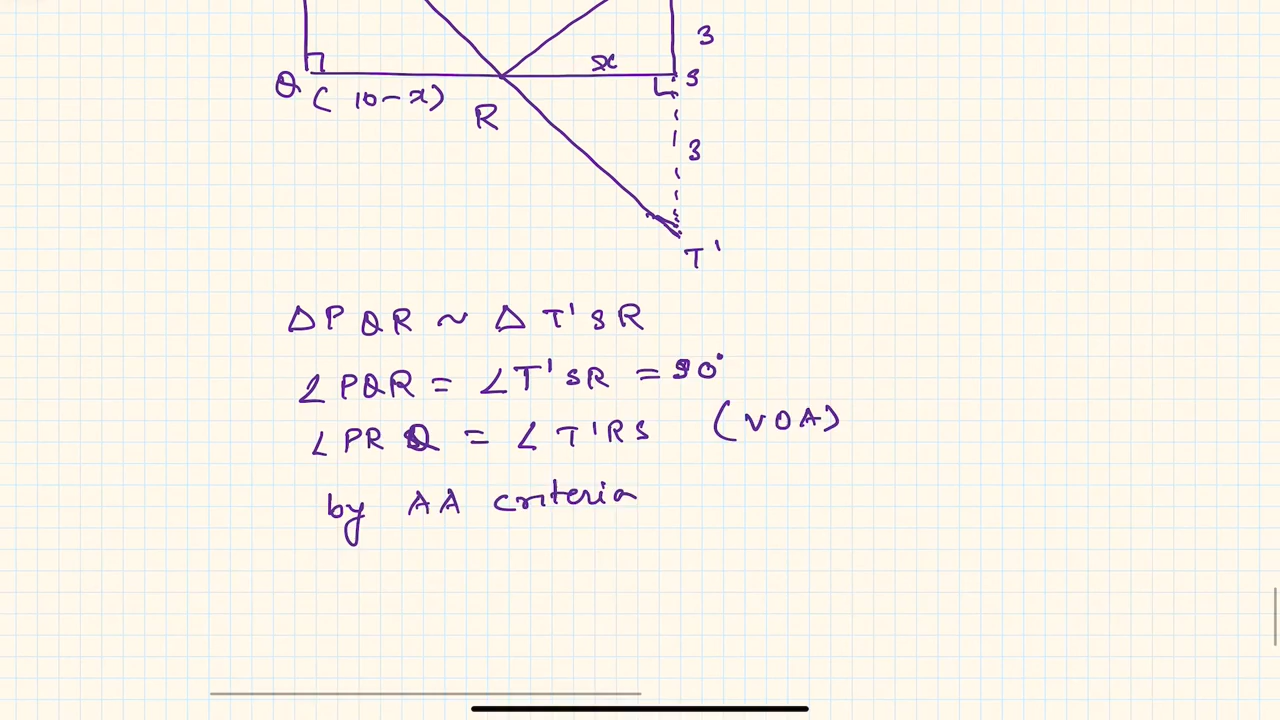 3
x
S
Q
(10-x)
R
3
T'
ΔPQR ~ ΔT'SR
∠PQR = ∠T'SR = 90°
∠PRQ = ∠T'RS (VOA)
by AA criteria